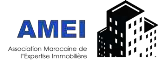 AMEI
Association Marocaine de
l'Expertise Immobilière